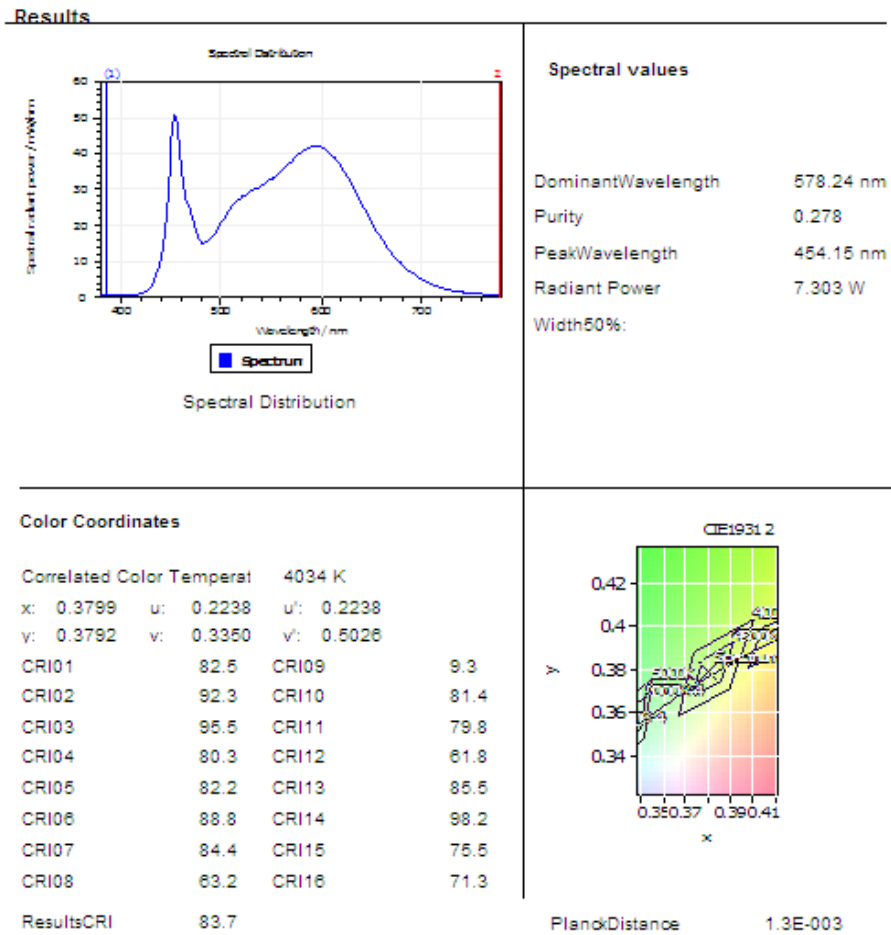 Results
Spectral Distribution
(1)
60
50
40
30
20
10
0
400 500 600 700
Wavelength / nm
Spectrum
Spectral Distribution
Spectral values
DominantWavelength 578.24 nm
Purity 0.278
PeakWavelength 454.15 nm
Radiant Power 7.303 W
Width50%:
Color Coordinates
Correlated Color Temperat 4034 K
x: 0.3799 u: 0.2238 u': 0.2238
y: 0.3792 v: 0.3350 v': 0.5026
CRI01 82.5 CRI09 9.3
CRI02 92.3 CRI10 81.4
CRI03 95.5 CRI11 79.8
CRI04 80.3 CRI12 61.8
CRI05 82.2 CRI13 85.5
CRI06 88.8 CRI14 98.2
CRI07 84.4 CRI15 75.5
CRI08 63.2 CRI16 71.3
ResultsCRI 83.7
CIE1931 2
0.42
0.4
0.38
0.36
0.34
y
0.35 0.37 0.39 0.41
x
PlanckDistance 1.3E-003